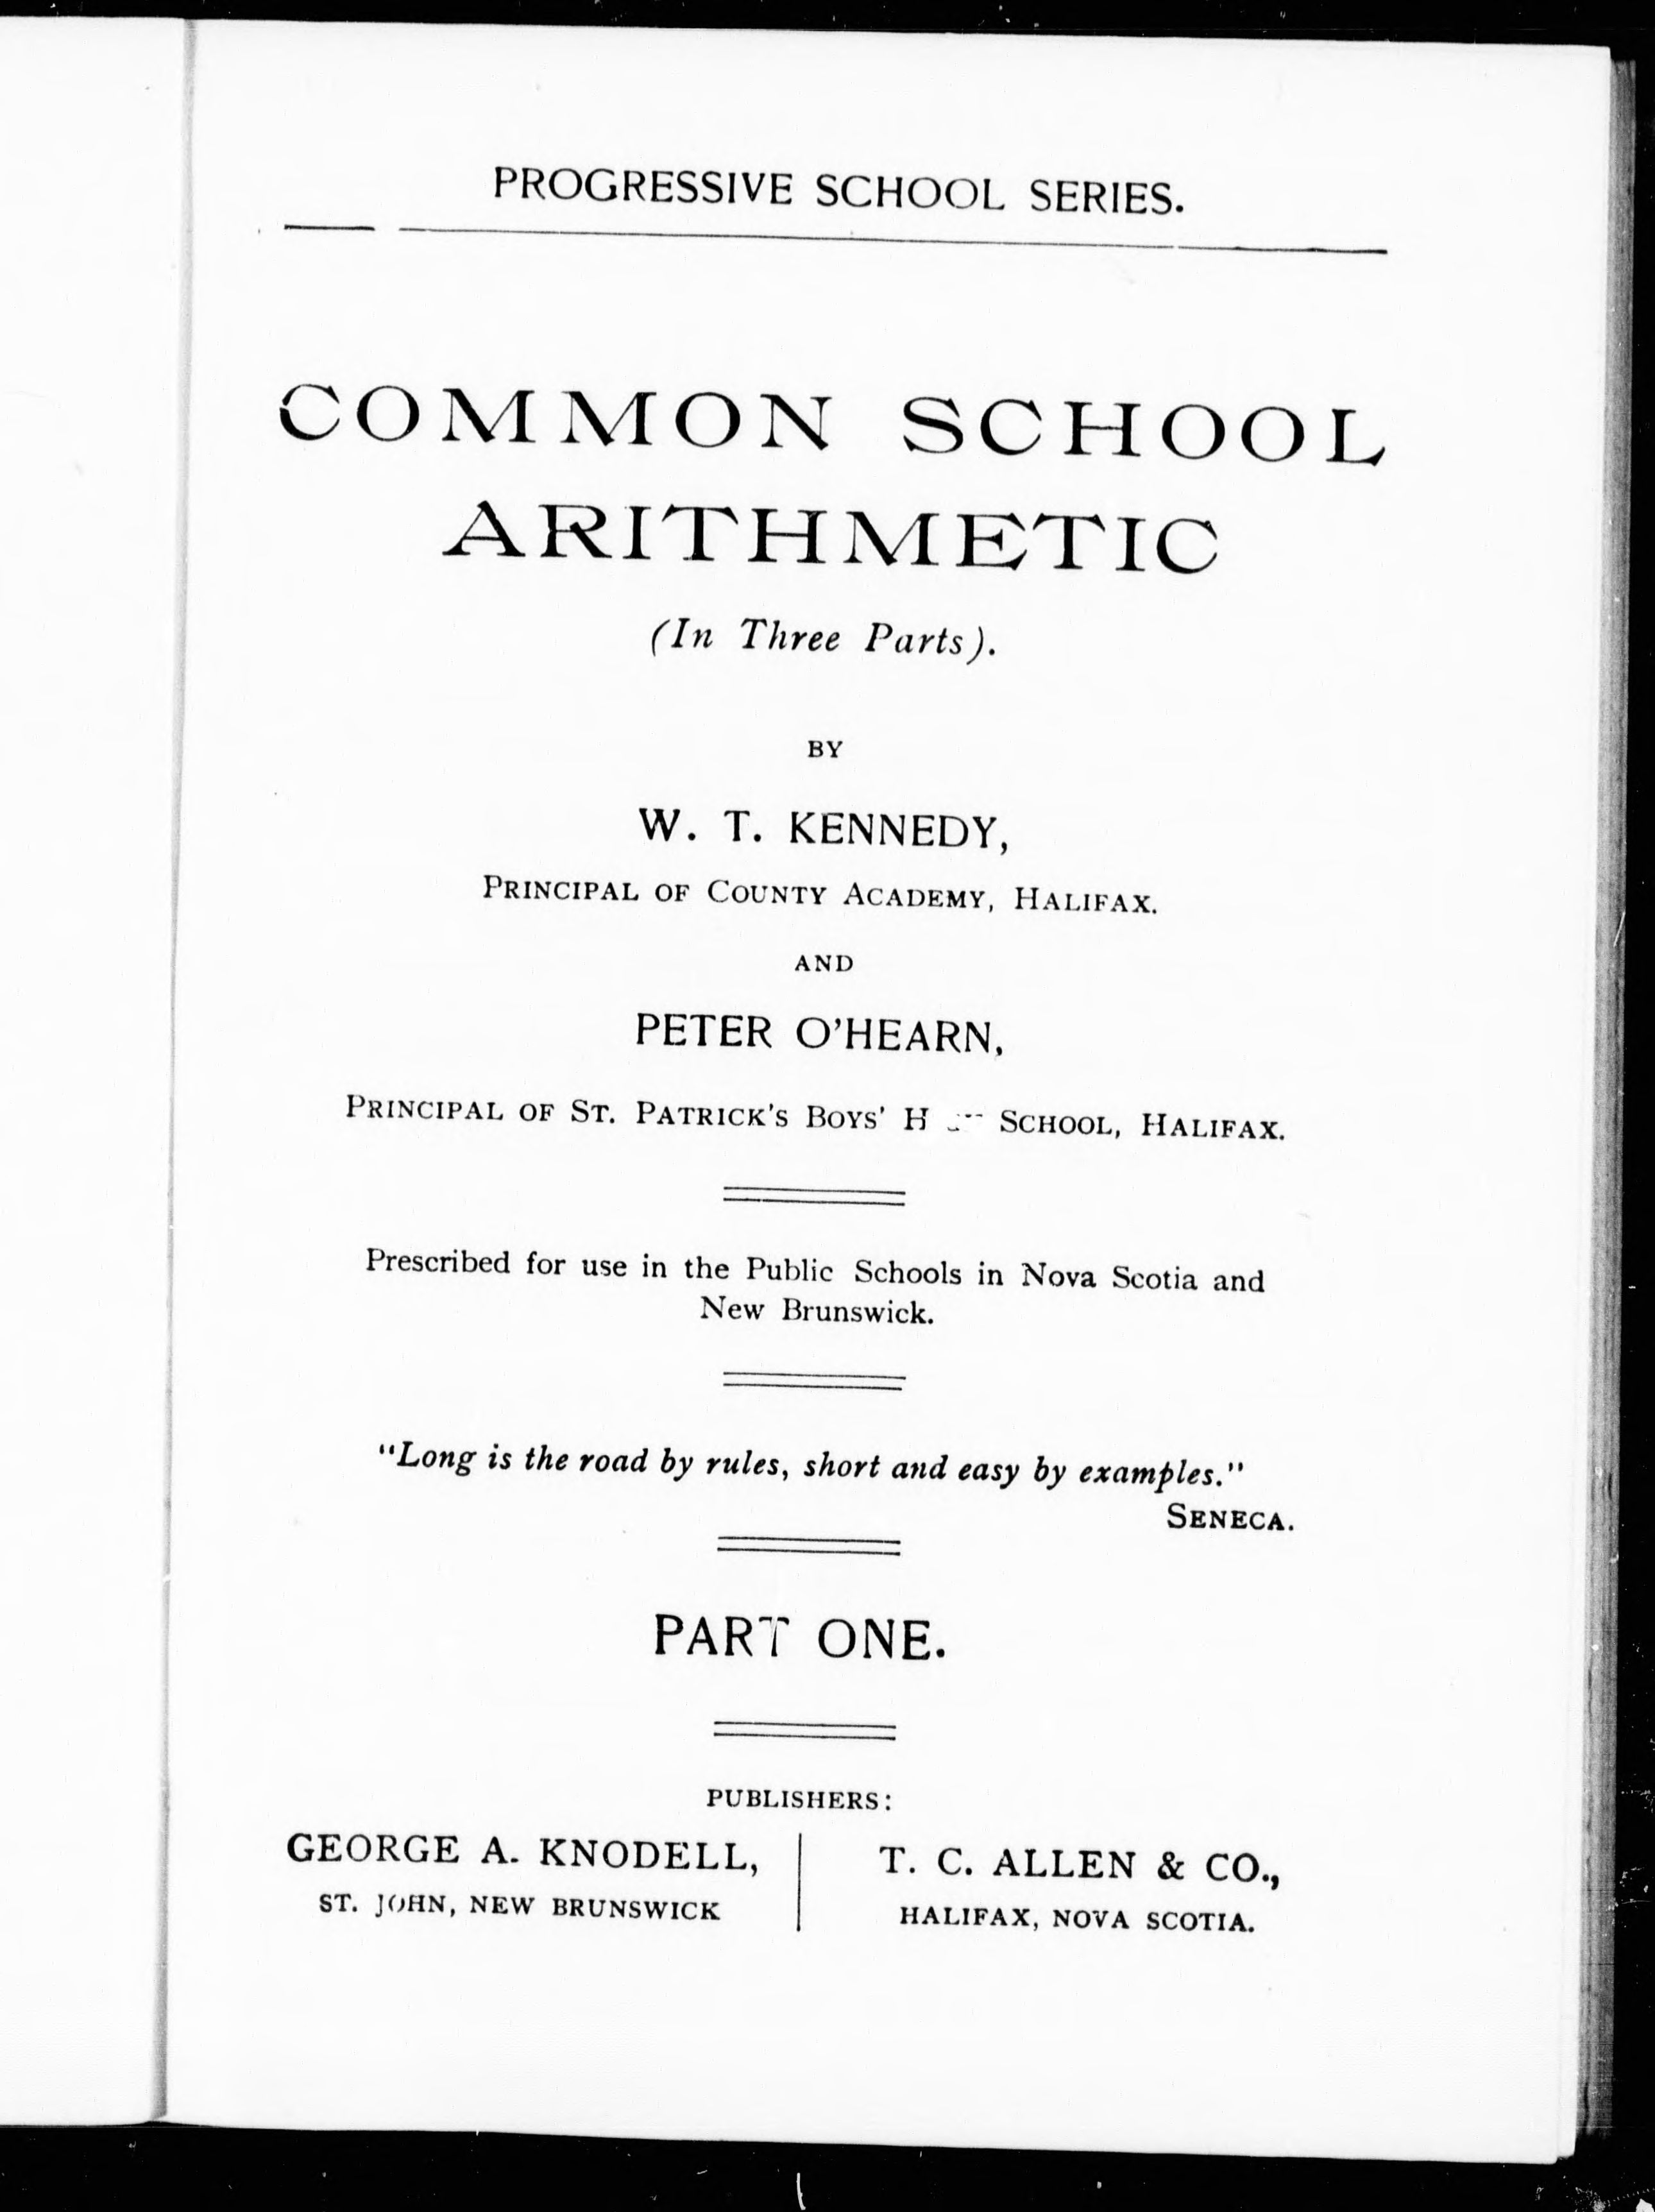 PROGRESSIVE SCHOOL SERIES.
COMMON SCHOOL
ARITHMETIC
(In Three Parts).
BY
W. T. KENNEDY,
PRINCIPAL OF COUNTY ACADEMY, HALIFAX.
AND
PETER O'HEARN,
PRINCIPAL OF ST. PATRICK'S BOYS' SCHOOL, HALIFAX.
Prescribed for use in the Public Schools in Nova Scotia and
New Brunswick.
"Long is the road by rules, short and easy by examples."
SENECA.
PART ONE.
PUBLISHERS:
GEORGE A. KNODELL,
ST. JOHN, NEW BRUNSWICK
T. C. ALLEN & CO.,
HALIFAX, NOVA SCOTIA.